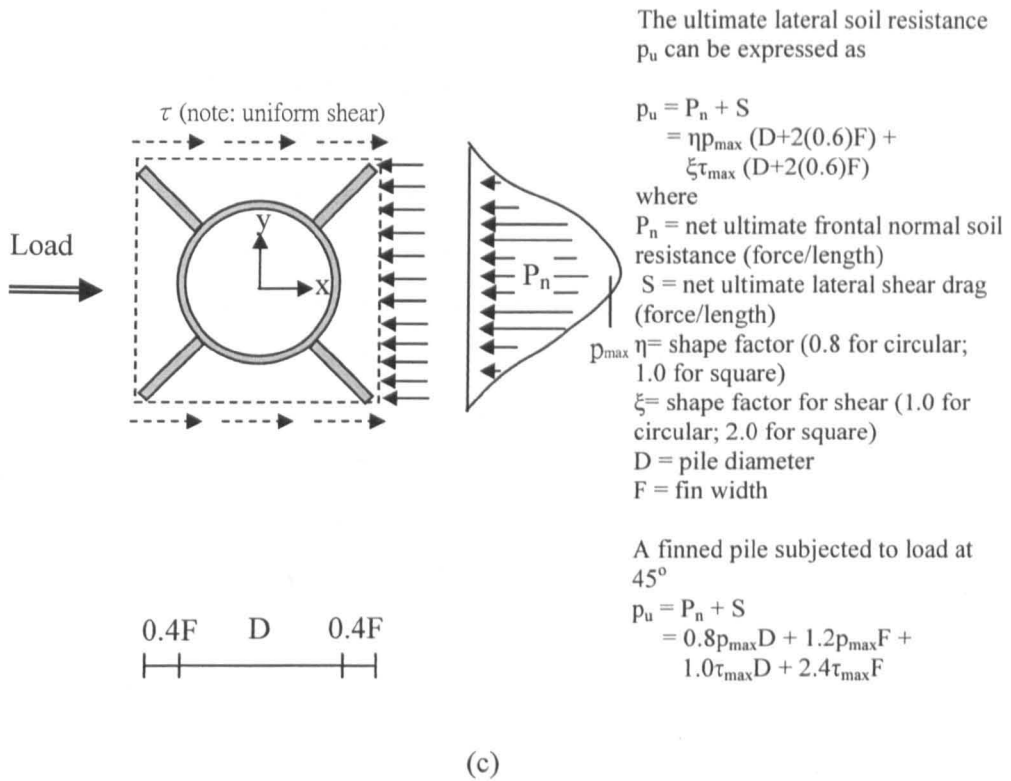 The ultimate lateral soil resistance
pᵤ can be expressed as
τ (note: uniform shear)
pᵤ = Pₙ + S
= ηpₘₐₓ (D+2(0.6)F) +
ξτₘₐₓ (D+2(0.6)F)
where
Pₙ = net ultimate frontal normal soil
resistance (force/length)
S = net ultimate lateral shear drag
(force/length)
η= shape factor (0.8 for circular;
1.0 for square)
ξ= shape factor for shear (1.0 for
circular; 2.0 for square)
D = pile diameter
F = fin width
Load
y
x
Pₙ
pₘₐₓ
A finned pile subjected to load at
45°
pᵤ = Pₙ + S
= 0.8pₘₐₓD + 1.2pₘₐₓF +
1.0τₘₐₓD + 2.4τₘₐₓF
0.4F D 0.4F
(c)